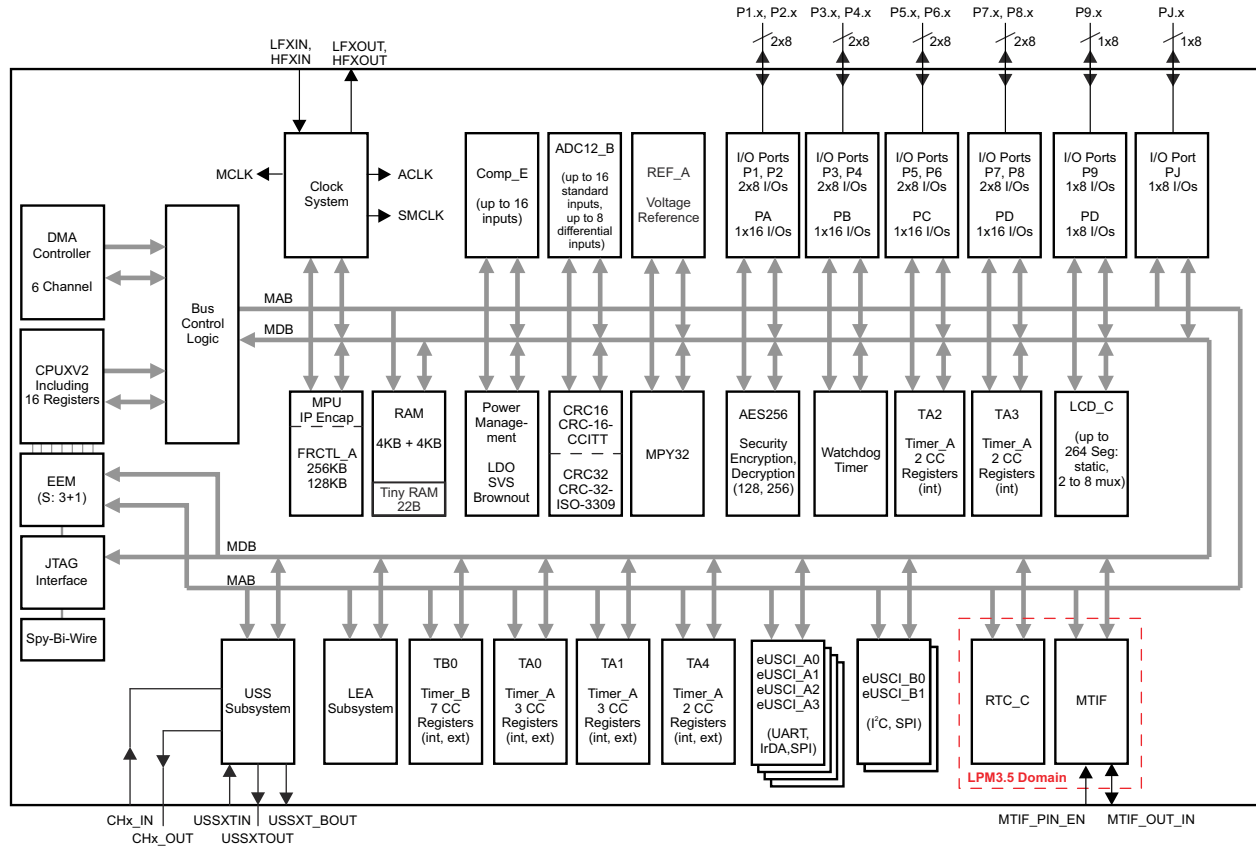 P1.x, P2.x
P3.x, P4.x
P5.x, P6.x
P7.x, P8.x
P9.x
PJ.x
2x8
2x8
2x8
2x8
1x8
1x8
LFXIN,
HFXIN
LFXOUT,
HFXOUT
MCLK
Clock
System
ACLK
SMCLK
Comp_E
(up to 16
inputs)
ADC12_B
(up to 16
standard
inputs,
up to 8
differential
inputs)
REF_A
Voltage
Reference
I/O Ports
P1, P2
2x8 I/Os
PA
1x16 I/Os
I/O Ports
P3, P4
2x8 I/Os
PB
1x16 I/Os
I/O Ports
P5, P6
2x8 I/Os
PC
1x16 I/Os
I/O Ports
P7, P8
2x8 I/Os
PD
1x16 I/Os
I/O Ports
P9
1x8 I/Os
PD
1x8 I/Os
I/O Port
PJ
1x8 I/Os
DMA
Controller
6 Channel
Bus
Control
Logic
MAB
MDB
CPUXV2
Including
16 Registers
EEM
(S: 3+1)
JTAG
Interface
Spy-Bi-Wire
MPU
IP Encap
FRCTL_A
256KB
128KB
RAM
4KB + 4KB
Tiny RAM
22B
Power
Manage-
ment
LDO
SVS
Brownout
CRC16
CRC-16-
CCITT
CRC32
CRC-32-
ISO-3309
MPY32
AES256
Security
Encryption,
Decryption
(128, 256)
Watchdog
Timer
TA2
Timer_A
2 CC
Registers
(int)
TA3
Timer_A
2 CC
Registers
(int)
LCD_C
(up to
264 Seg:
static,
2 to 8 mux)
MDB
MAB
USS
Subsystem
LEA
Subsystem
TB0
Timer_B
7 CC
Registers
(int, ext)
TA0
Timer_A
3 CC
Registers
(int, ext)
TA1
Timer_A
3 CC
Registers
(int, ext)
TA4
Timer_A
2 CC
Registers
(int, ext)
eUSCI_A0
eUSCI_A1
eUSCI_A2
eUSCI_A3
(UART,
IrDA,SPI)
eUSCI_B0
eUSCI_B1
(I²C, SPI)
RTC_C
MTIF
LPM3.5 Domain
CHx_IN
CHx_OUT
USSXTIN
USSXTOUT
USSXT_BOUT
MTIF_PIN_EN
MTIF_OUT_IN